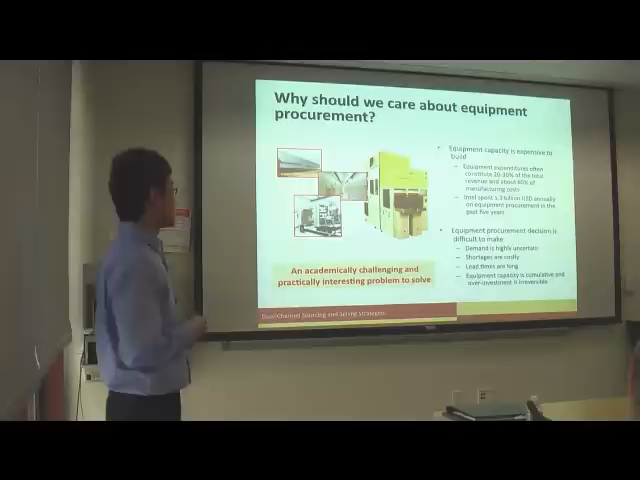 Why should we care about equipment
procurement?
• Equipment capacity is expensive to
build
– Equipment expenditures often
constitute 20-30% of the total
revenue and about 80% of
manufacturing costs
– Intel spent 5.3 billion USD annually
on equipment procurement in the
past five years
• Equipment procurement decision is
difficult to make
– Demand is highly uncertain
– Shortages are costly
– Lead times are long
– Equipment capacity is cumulative and
over-investment is irreversible
An academically challenging and
practically interesting problem to solve
Dual-Channel Sourcing and Selling Strategies